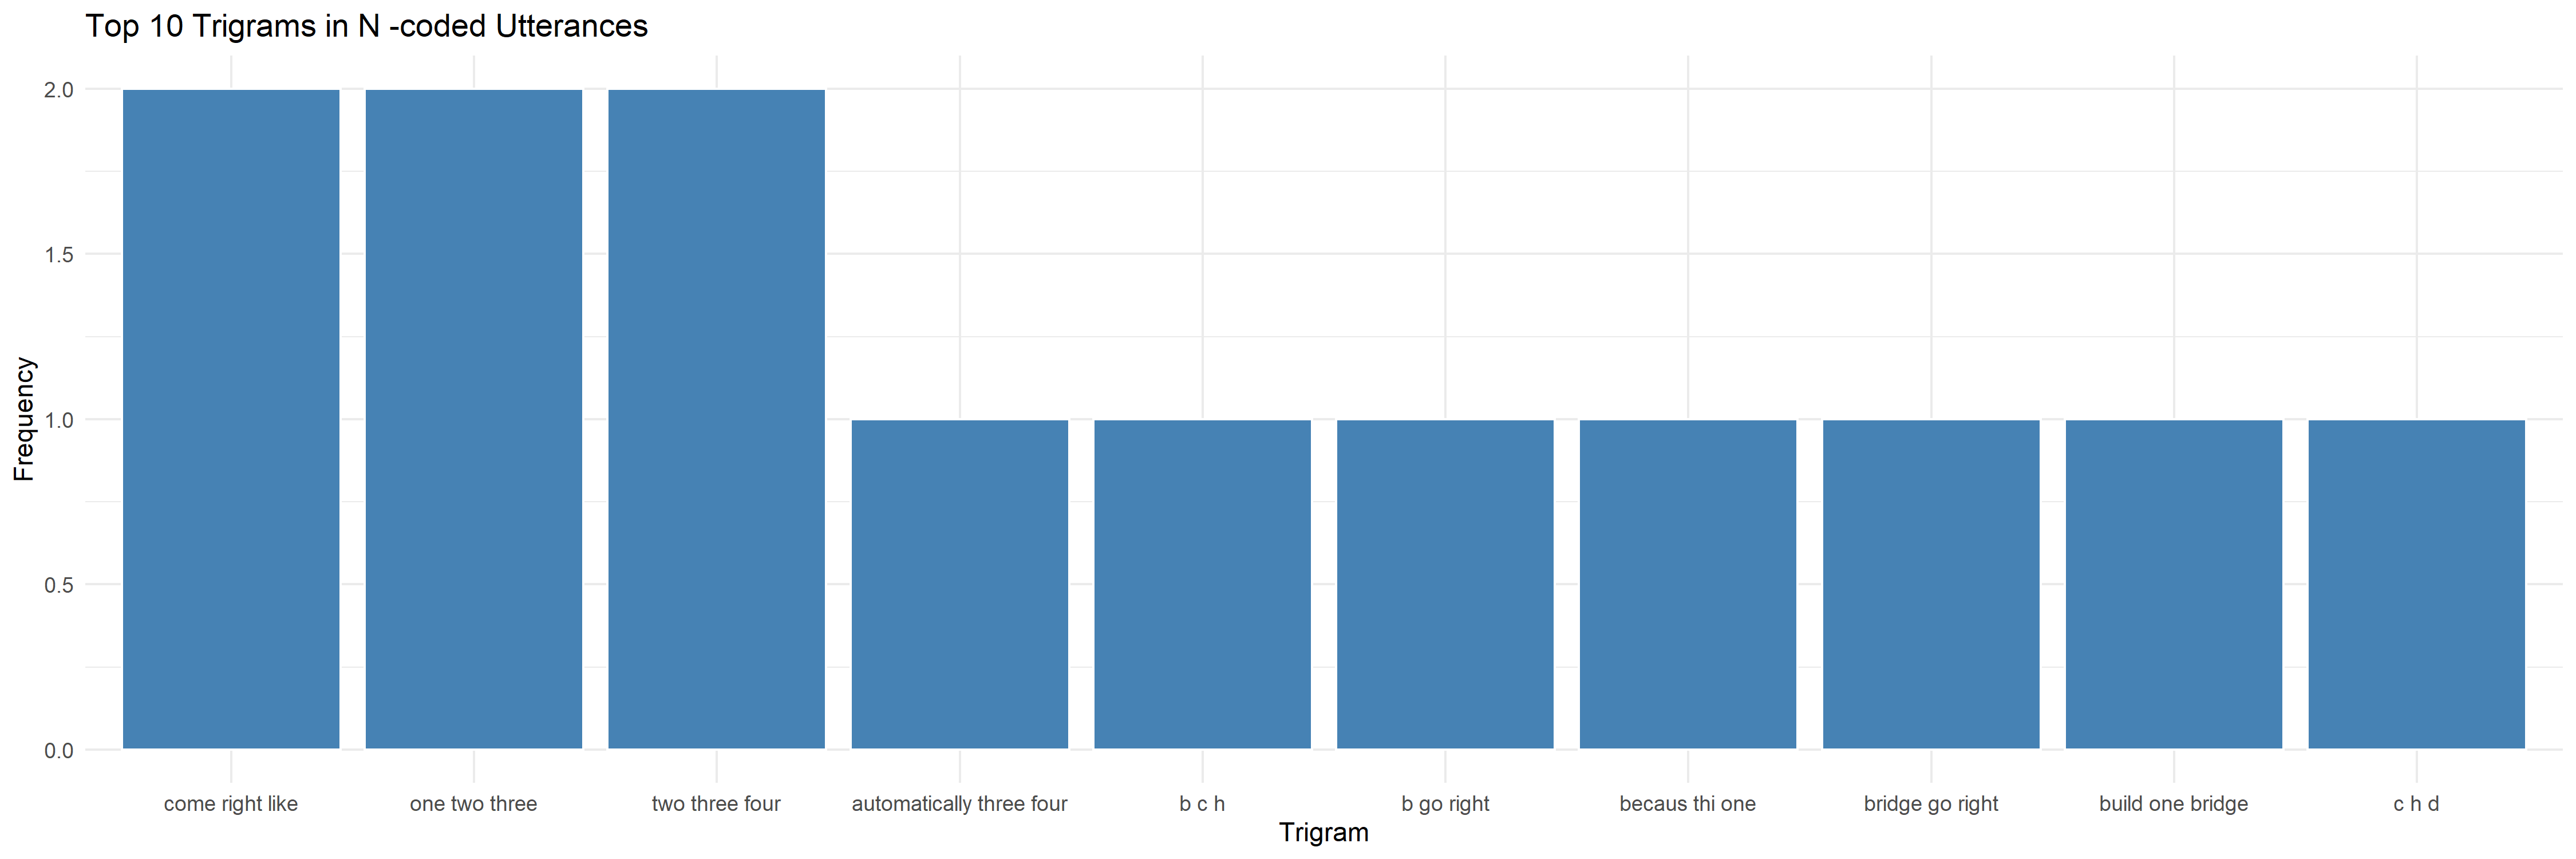 Top 10 Trigrams in N -coded Utterances
Frequency
2.0
1.5
1.0
0.5
0.0
come right like
one two three
two three four
automatically three four
b c h
b go right
becaus thi one
bridge go right
build one bridge
c h d
Trigram